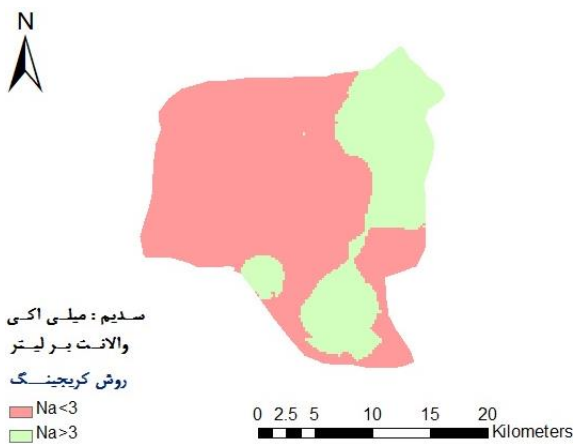 N
سدیم : میلی اکی
والانت بر لیتر
روش کریجینگ
Na<3
Na>3
0 2.5 5 10 15 20
Kilometers